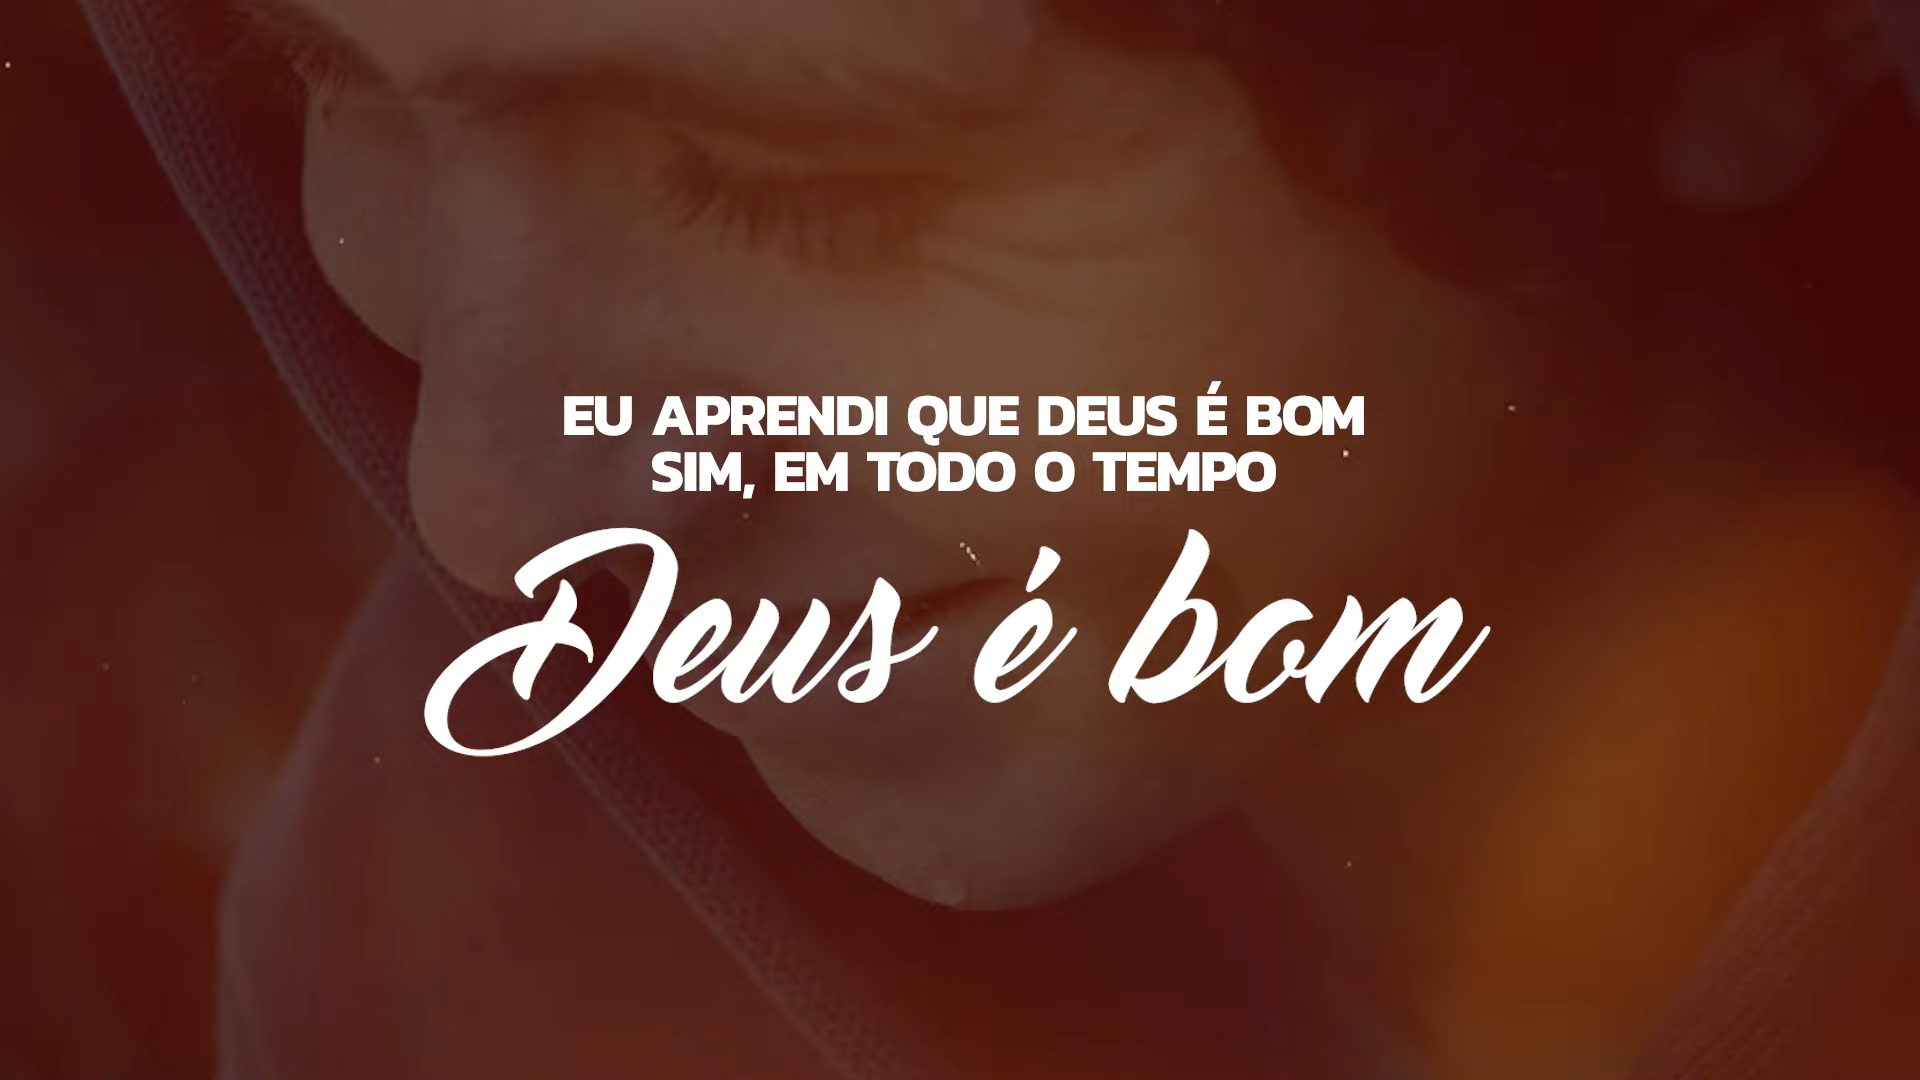 EU APRENDI QUE DEUS É BOM
SIM, EM TODO O TEMPO
Deus é bom